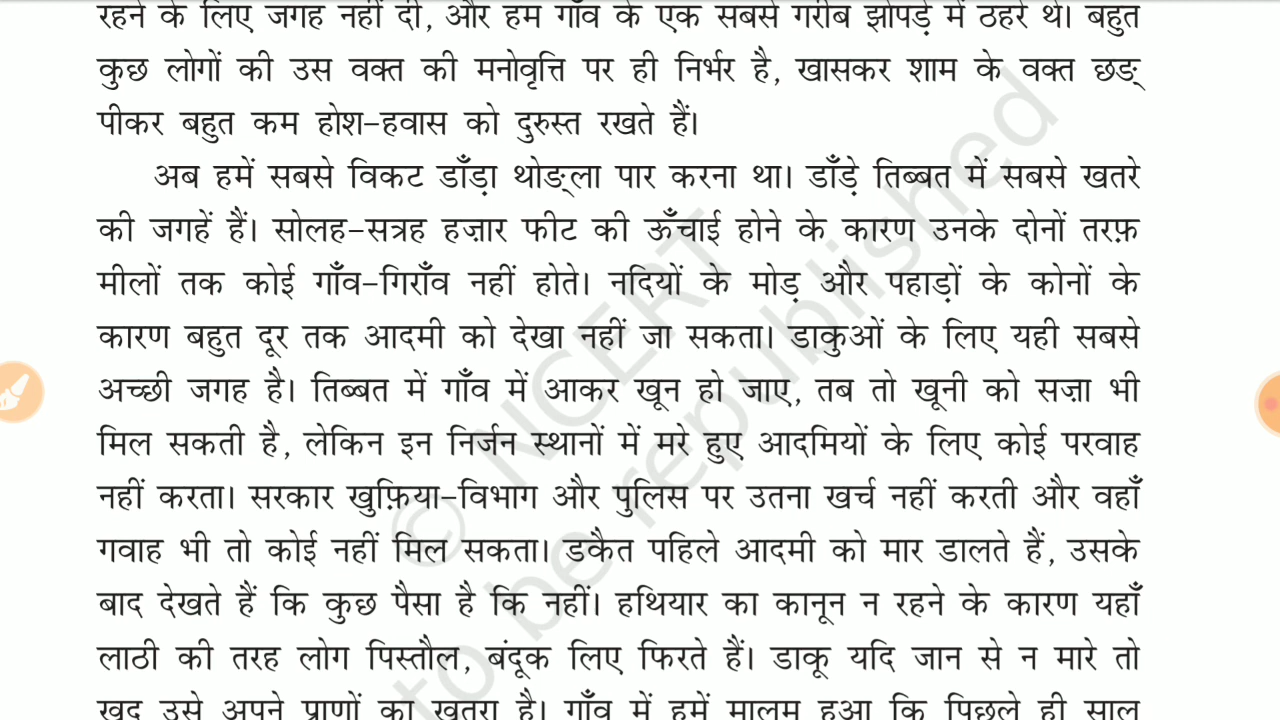 रहने के लिए जगह नहीं दी, और हम गाँव के एक सबसे गरीब झोपड़े में ठहरे थे। बहुत
कुछ लोगों की उस वक्त की मनोवृत्ति पर ही निर्भर है, खासकर शाम के वक्त छङ्
पीकर बहुत कम होश-हवास को दुरुस्त रखते हैं।
अब हमें सबसे विकट डाँड़ा थोङ्ला पार करना था। डाँड़े तिब्बत में सबसे खतरे
की जगहें हैं। सोलह-सत्रह हज़ार फीट की ऊँचाई होने के कारण उनके दोनों तरफ़
मीलों तक कोई गाँव-गिराँव नहीं होते। नदियों के मोड़ और पहाड़ों के कोनों के
कारण बहुत दूर तक आदमी को देखा नहीं जा सकता। डाकुओं के लिए यही सबसे
अच्छी जगह है। तिब्बत में गाँव में आकर खून हो जाए, तब तो खूनी को सज़ा भी
मिल सकती है, लेकिन इन निर्जन स्थानों में मरे हुए आदमियों के लिए कोई परवाह
नहीं करता। सरकार खुफ़िया-विभाग और पुलिस पर उतना खर्च नहीं करती और वहाँ
गवाह भी तो कोई नहीं मिल सकता। डकैत पहिले आदमी को मार डालते हैं, उसके
बाद देखते हैं कि कुछ पैसा है कि नहीं। हथियार का कानून न रहने के कारण यहाँ
लाठी की तरह लोग पिस्तौल, बंदूक लिए फिरते हैं। डाकू यदि जान से न मारे तो
खुद उसे अपने प्राणों का खतरा है। गाँव में हमें मालूम हुआ कि पिछले ही साल
© NCERT
to be republished